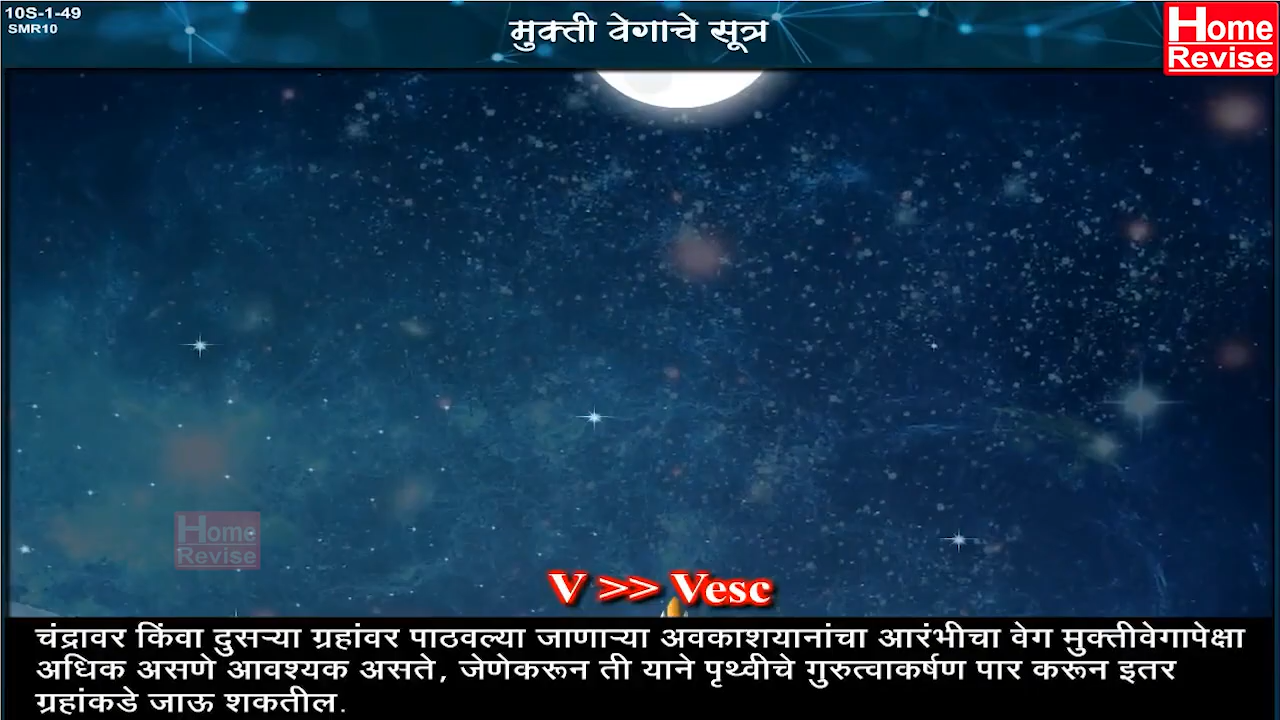 10S-1-49
SMR10
मुक्ती वेगाचे सूत्र
Home
Revise
Home
Revise
V >> Vesc
चंद्रावर किंवा दुसऱ्या ग्रहांवर पाठवल्या जाणाऱ्या अवकाशयानांचा आरंभीचा वेग मुक्तीवेगापेक्षा
अधिक असणे आवश्यक असते, जेणेकरून ती याने पृथ्वीचे गुरुत्वाकर्षण पार करून इतर
ग्रहांकडे जाऊ शकतील.